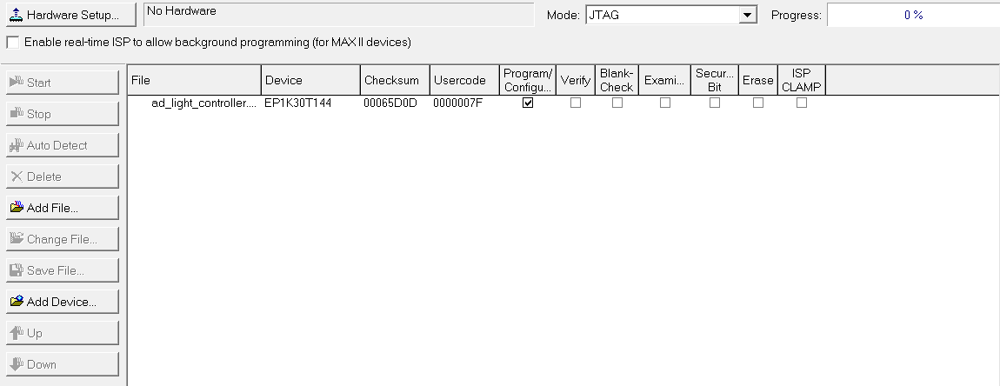 Hardware Setup... No Hardware Mode: JTAG Progress: 0 %
Enable real-time ISP to allow background programming (for MAX II devices)
File Device Checksum Usercode Program/ Configu... Verify Blank- Check Exami... Secur... Bit Erase ISP CLAMP
ad_light_controller.... EP1K30T144 00065D0D 0000007F
Start
Stop
Auto Detect
Delete
Add File...
Change File...
Save File...
Add Device...
Up
Down